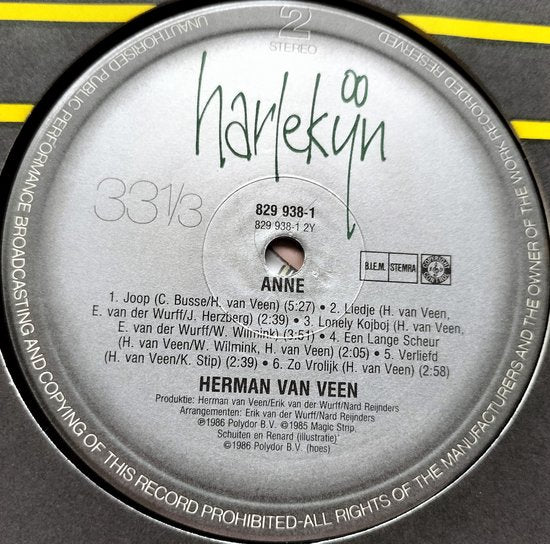 2
STEREO
harlekijn
33 1/3
829 938-1
829 938-1 2Y
B.I.E.M. STEMRA
ANNE
1. Joop (C. Busse/H. van Veen) (5:27) • 2. Liedje (H. van Veen,
E. van der Wurff/J. Herzberg) (2:39) • 3. Lonely Kojboj (H. van Veen,
E. van der Wurff/W. Wilmink) (3:51) • 4. Een Lange Scheur
(H. van Veen/W. Wilmink, H. van Veen) (2:05) • 5. Verliefd
(H. van Veen/K. Stip) (2:39) • 6. Zo Vrolijk (H. van Veen) (2:58)
HERMAN VAN VEEN
Produktie: Herman van Veen/Erik van der Wurff/Nard Reijnders
Arrangementen: Erik van der Wurff/Nard Reijnders
℗1986 Polydor B.V. ©1985 Magic Strip.
Schuiten en Renard (illustratie)
©1986 Polydor B.V. (hoes)
UNAUTHORISED PUBLIC PERFORMANCE BROADCASTING AND COPYING OF THIS RECORD PROHIBITED-ALL RIGHTS OF THE MANUFACTURERS AND THE OWNER OF THE WORK RECORDED RESERVED